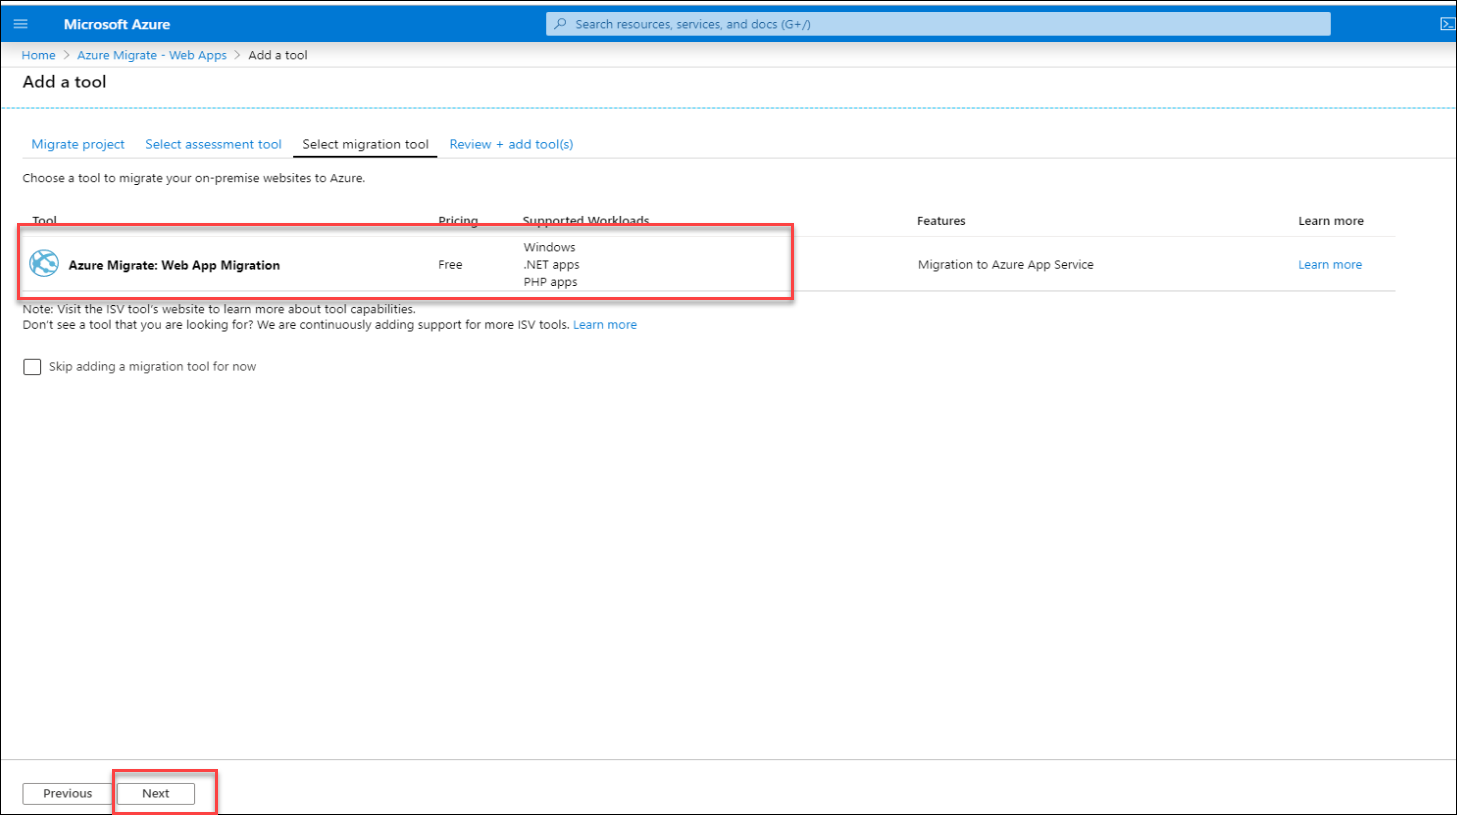 Microsoft Azure
Search resources, services, and docs (G+/)
Home > Azure Migrate - Web Apps > Add a tool
Add a tool
Migrate project Select assessment tool Select migration tool Review + add tool(s)
Choose a tool to migrate your on-premise websites to Azure.
Tool Pricing Supported Workloads Features Learn more
Windows
Azure Migrate: Web App Migration Free .NET apps Migration to Azure App Service Learn more
PHP apps
Note: Visit the ISV tool's website to learn more about tool capabilities.
Don't see a tool that you are looking for? We are continuously adding support for more ISV tools. Learn more
Skip adding a migration tool for now
Previous Next